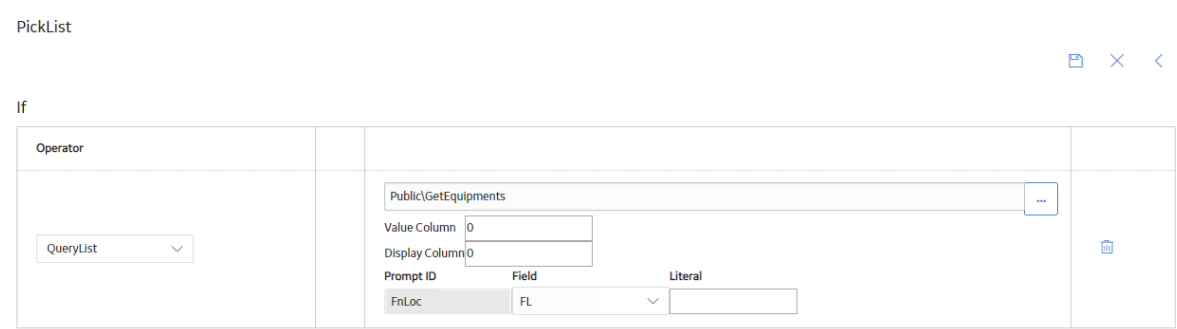 PickList
If
Operator
Public\GetEquipments
...
Value Column 0
QueryList
Display Column 0
Prompt ID Field Literal
FnLoc FL